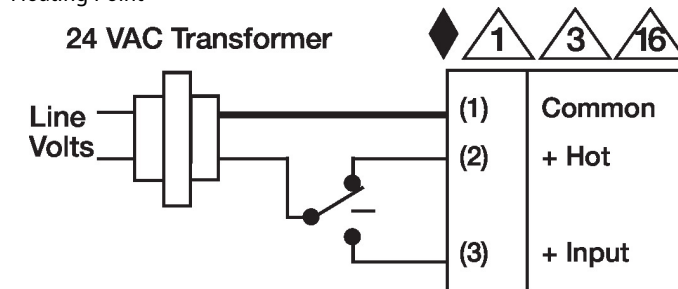 24 VAC Transformer
1 3 16
Line
Volts
(1) Common
(2) + Hot
(3) + Input